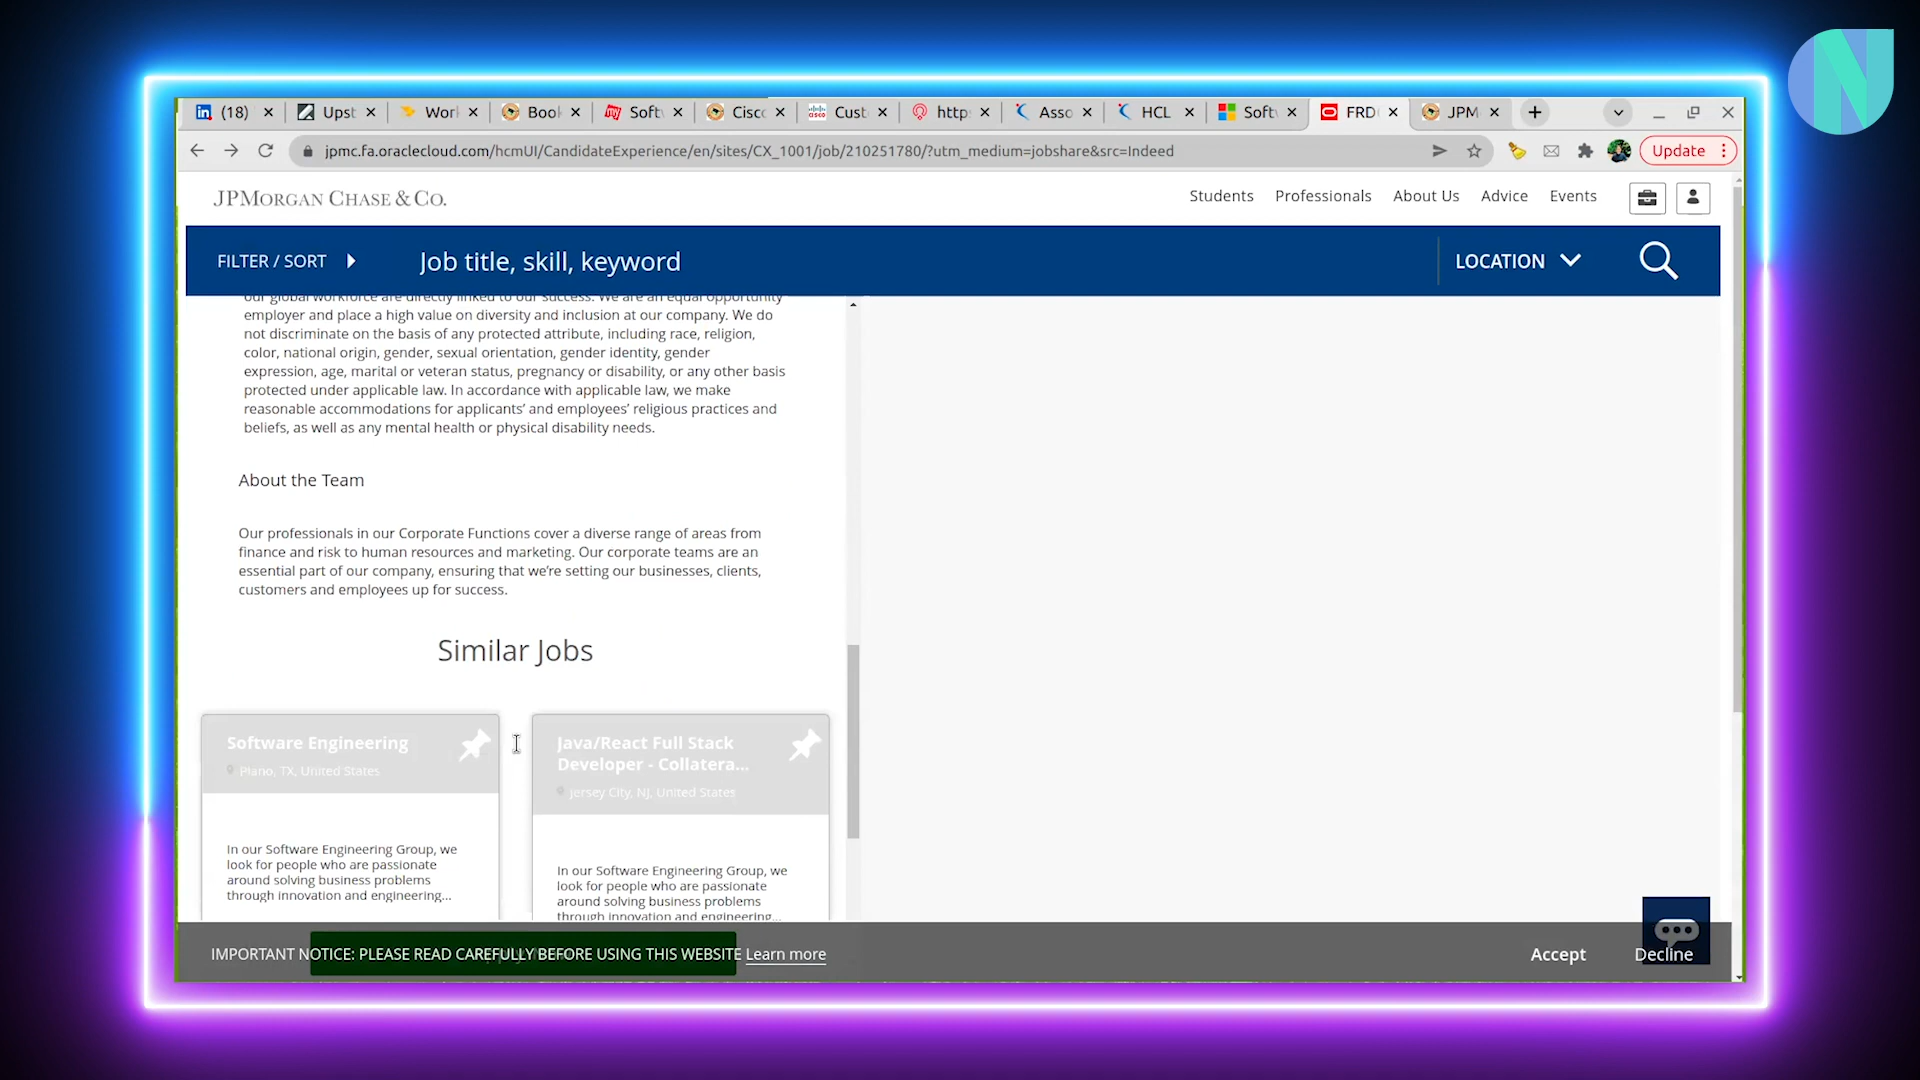 (18)
Upst
Work
Book
Softv
Cisco
Cust
http
Asso
HCL
Softv
FRD
JPM
jpmc.fa.oraclecloud.com/hcmUI/CandidateExperience/en/sites/CX_1001/job/210251780/?utm_medium=jobshare&src=Indeed
Update
JPMORGAN CHASE & CO.
Students
Professionals
About Us
Advice
Events
FILTER / SORT
Job title, skill, keyword
LOCATION
our global workforce are directly linked to our success. We are an equal opportunity
employer and place a high value on diversity and inclusion at our company. We do
not discriminate on the basis of any protected attribute, including race, religion,
color, national origin, gender, sexual orientation, gender identity, gender
expression, age, marital or veteran status, pregnancy or disability, or any other basis
protected under applicable law. In accordance with applicable law, we make
reasonable accommodations for applicants’ and employees’ religious practices and
beliefs, as well as any mental health or physical disability needs.
About the Team
Our professionals in our Corporate Functions cover a diverse range of areas from
finance and risk to human resources and marketing. Our corporate teams are an
essential part of our company, ensuring that we’re setting our businesses, clients,
customers and employees up for success.
Similar Jobs
Software Engineering
Plano, TX, United States
In our Software Engineering Group, we
look for people who are passionate
around solving business problems
through innovation and engineering...
Java/React Full Stack
Developer - Collatera...
Jersey City, NJ, United States
In our Software Engineering Group, we
look for people who are passionate
around solving business problems
through innovation and engineering...
IMPORTANT NOTICE: PLEASE READ CAREFULLY BEFORE USING THIS WEBSITE Learn more
Accept
Decline